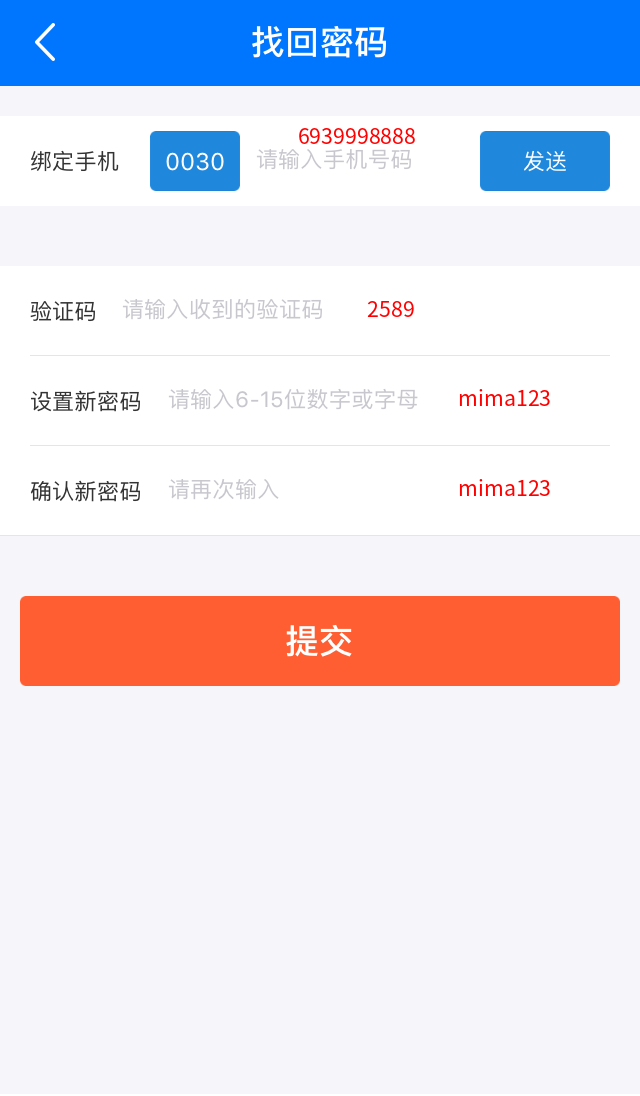 找回密码
6939998888
绑定手机 0030 请输入手机号码 发送
验证码 请输入收到的验证码 2589
设置新密码 请输入6-15位数字或字母 mima123
确认新密码 请再次输入 mima123
提交